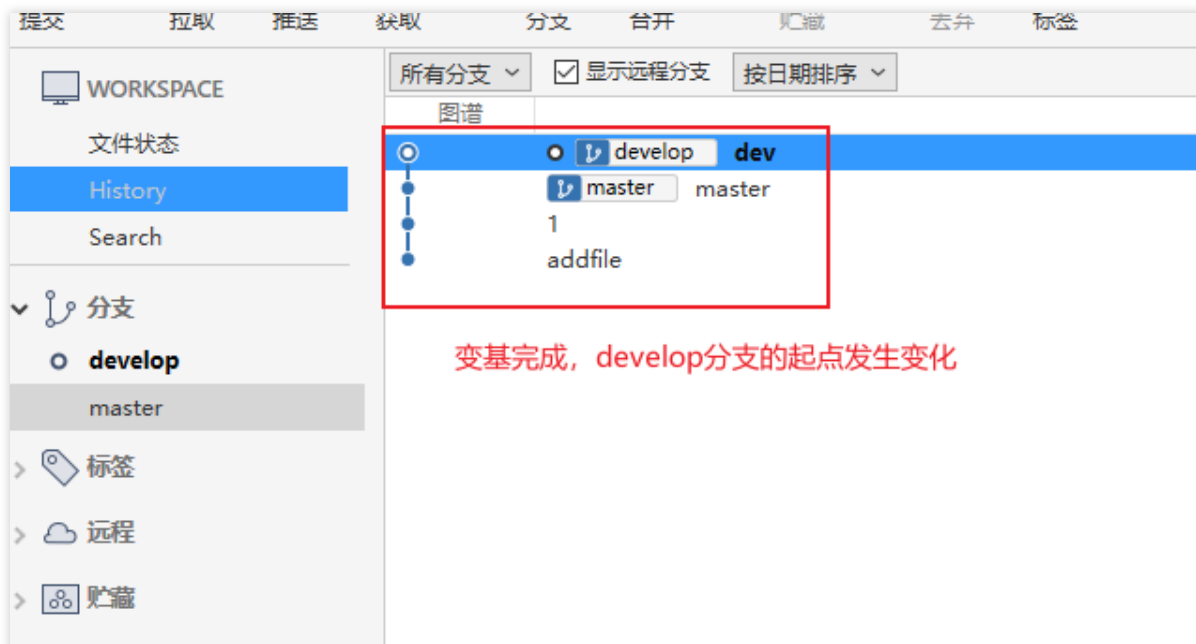 提交 拉取 推送 获取 分支 合并 贮藏 丢弃 标签
WORKSPACE
文件状态
History
Search
分支
develop
master
标签
远程
贮藏
所有分支 显示远程分支 按日期排序
图谱
develop dev
master master
1
addfile
变基完成，develop分支的起点发生变化